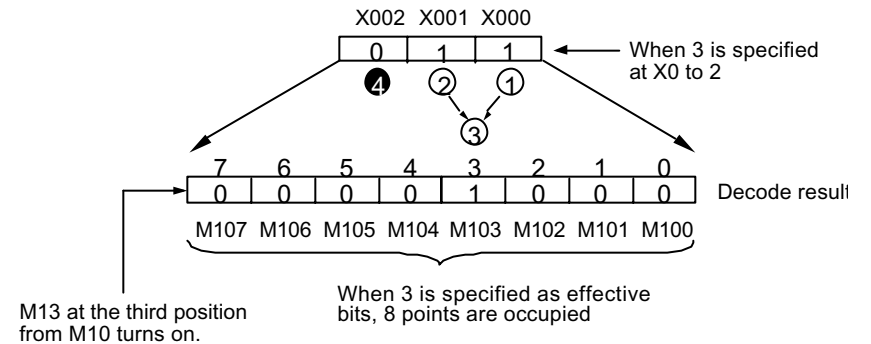 X002 X001 X000
0 1 1
When 3 is specified
at X0 to 2
4 2 1
3
7 6 5 4 3 2 1 0
0 0 0 0 1 0 0 0
Decode result
M107 M106 M105 M104 M103 M102 M101 M100
When 3 is specified as effective
bits, 8 points are occupied
M13 at the third position
from M10 turns on.